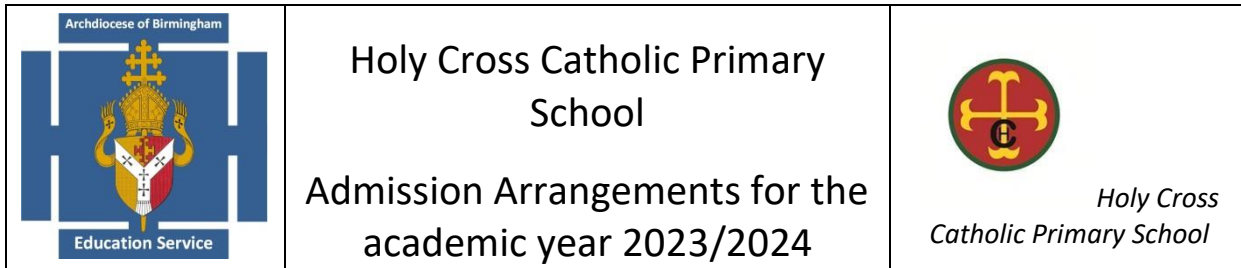 Archdiocese of Birmingham
Education Service
Holy Cross Catholic Primary
School
Admission Arrangements for the
academic year 2023/2024
CH
Holy Cross
Catholic Primary School